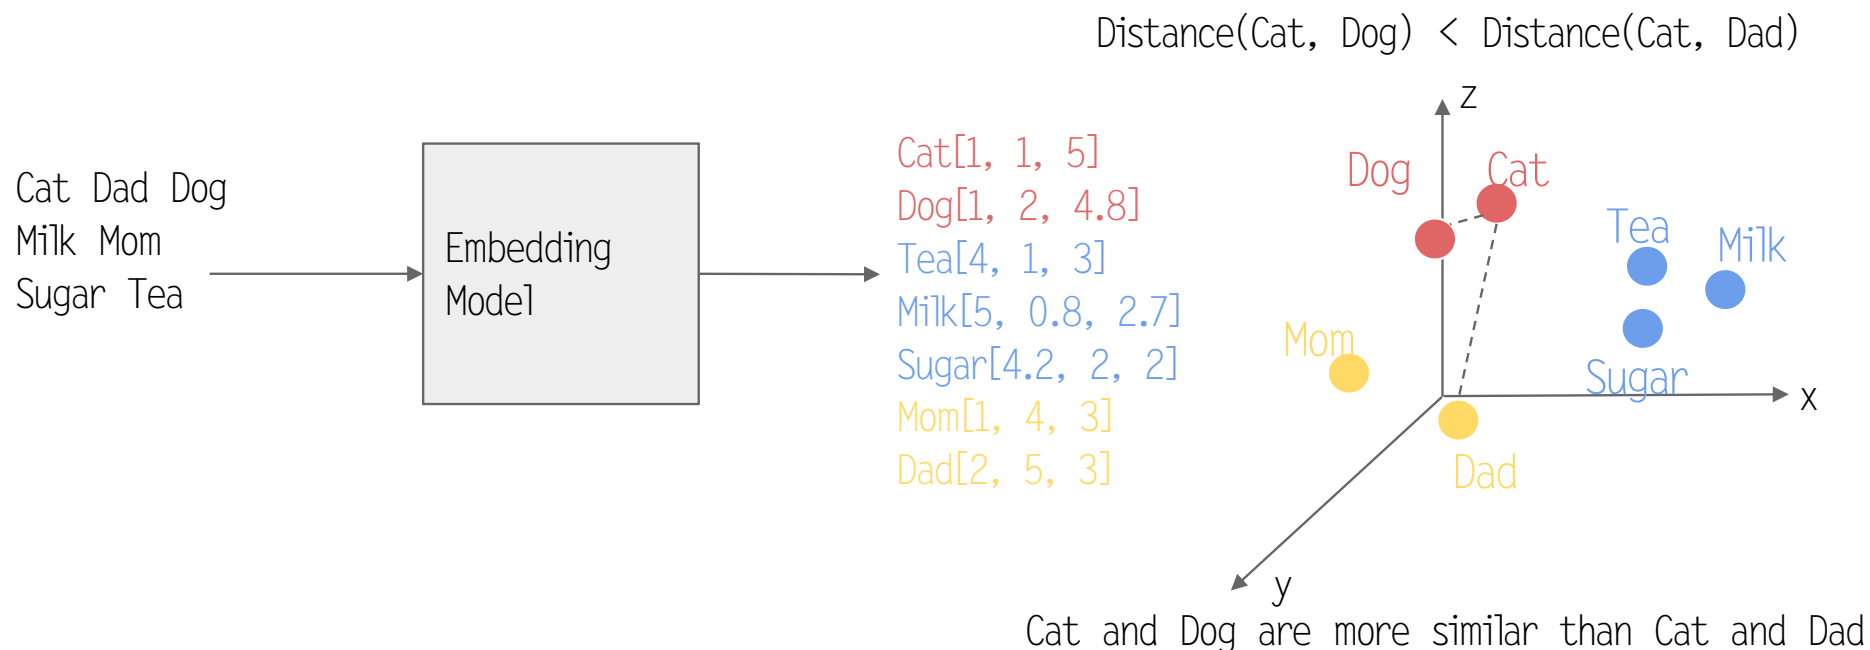 Distance(Cat, Dog) < Distance(Cat, Dad)
Cat Dad Dog
Milk Mom
Sugar Tea
Embedding
Model
Cat[1, 1, 5]
Dog[1, 2, 4.8]
Tea[4, 1, 3]
Milk[5, 0.8, 2.7]
Sugar[4.2, 2, 2]
Mom[1, 4, 3]
Dad[2, 5, 3]
z
Dog
Cat
Tea
Milk
Mom
Sugar
x
Dad
y
Cat and Dog are more similar than Cat and Dad